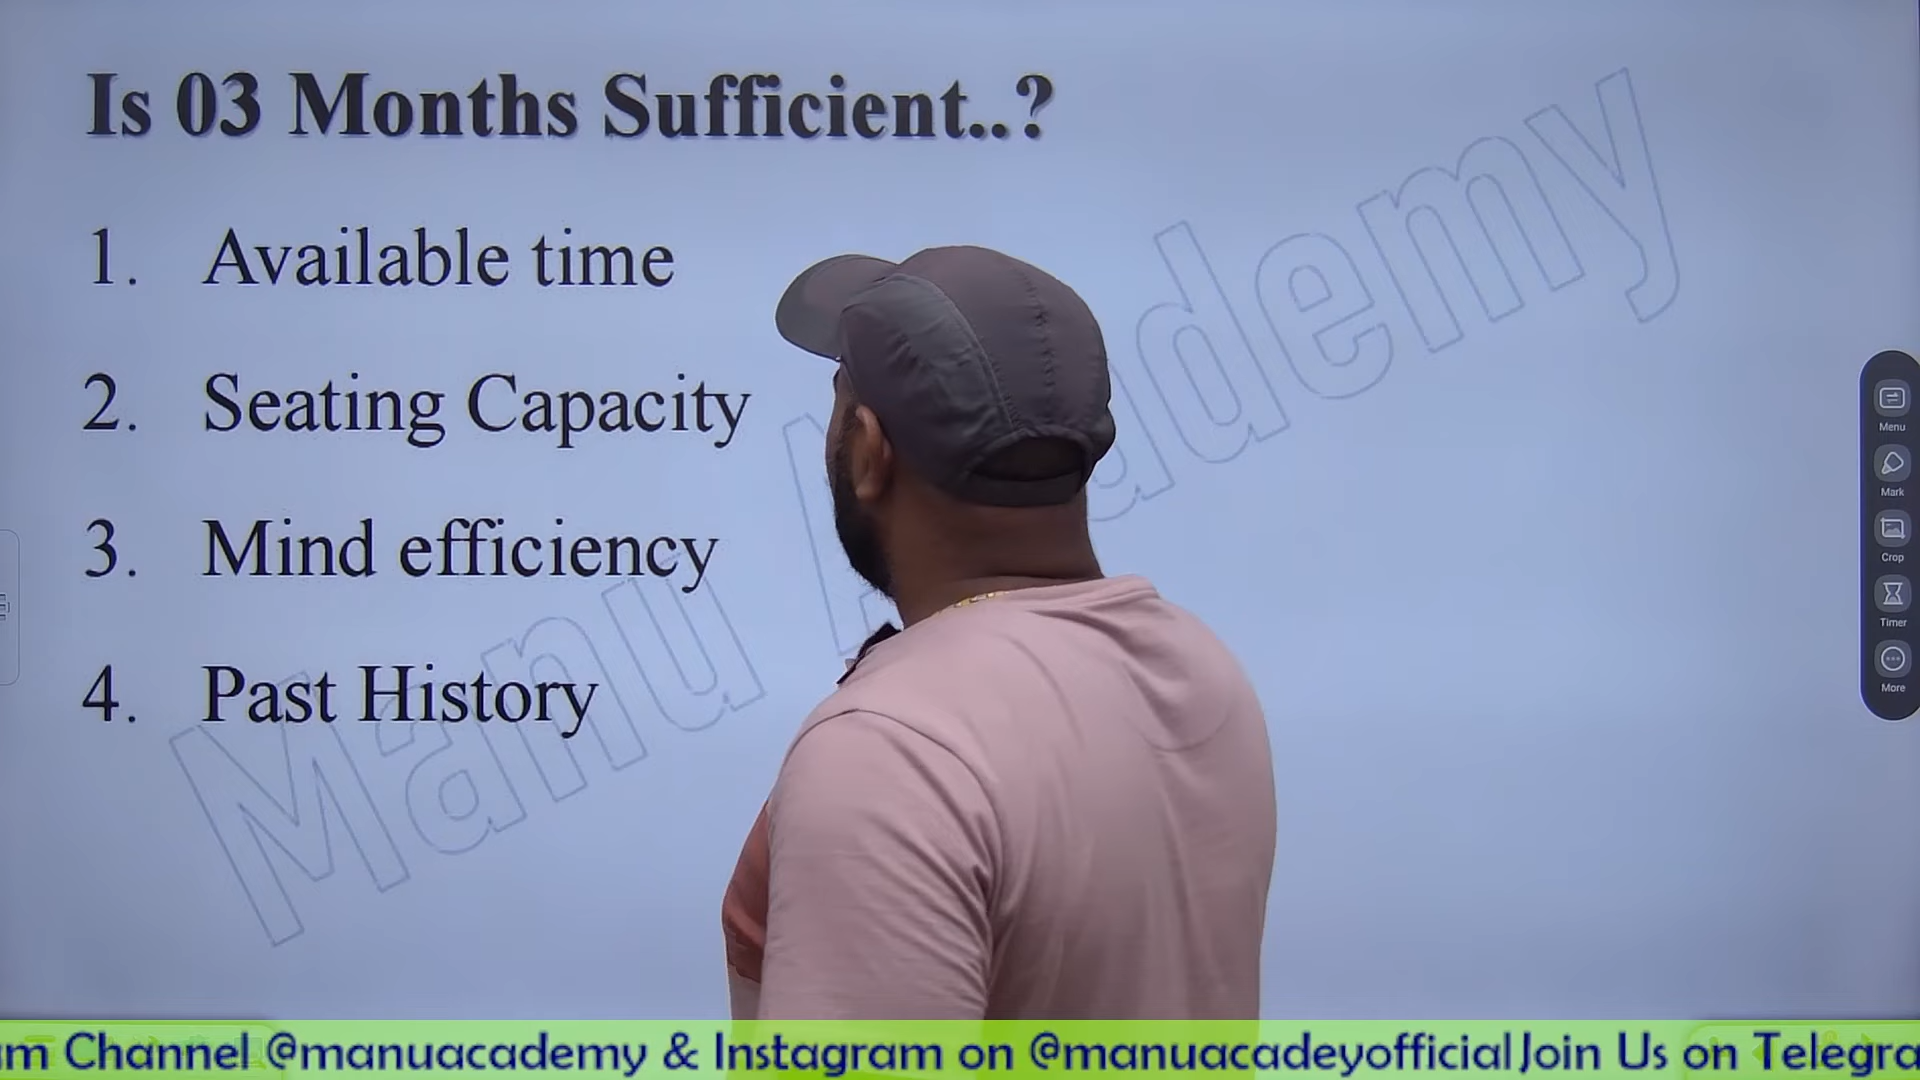 Is 03 Months Sufficient..?
1. Available time
2. Seating Capacity
3. Mind efficiency
4. Past History
Manu Academy
Menu
Mark
Crop
Timer
More
am Channel @manuacademy & Instagram on @manuacadeyofficial Join Us on Telegra